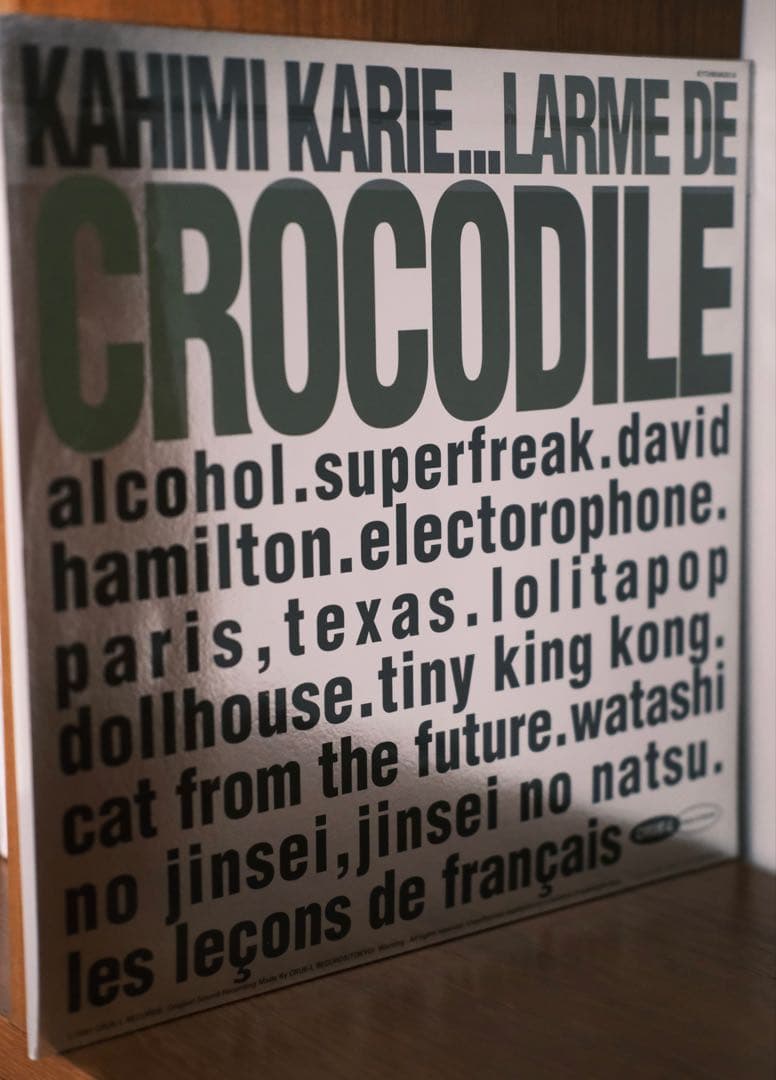 KAHIMI KARIE...LARME DE
CROCODILE
alcohol.superfreak.david
hamilton.electorophone.
paris,texas.lolitapop
dollhouse.tiny king kong.
cat from the future.watashi
no jinsei,jinsei no natsu.
les leçons de français